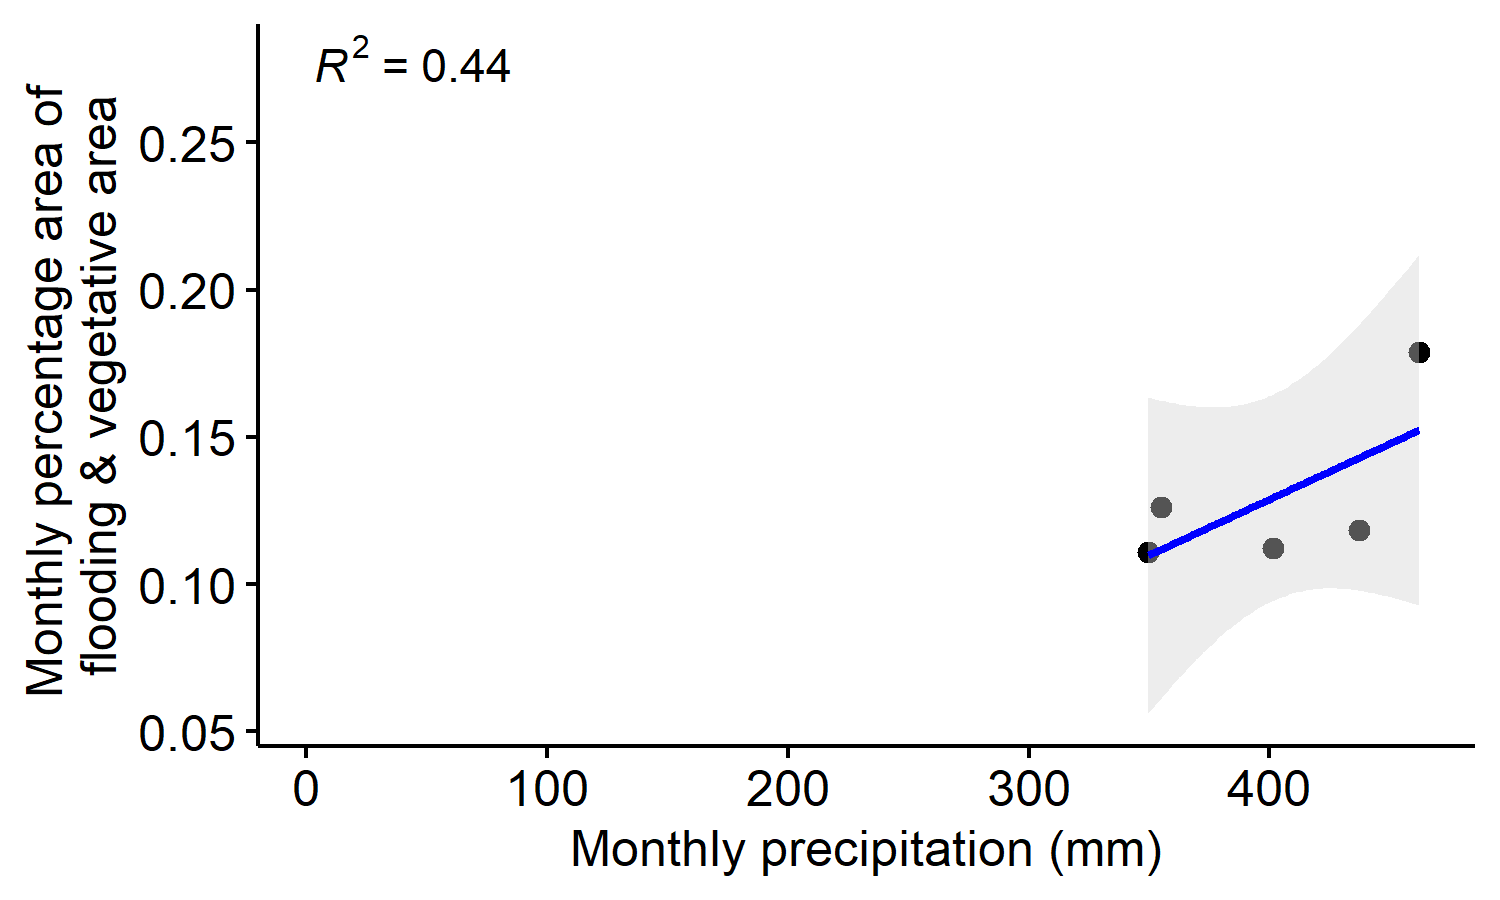 R² = 0.44
Monthly percentage area of
flooding & vegetative area
0.25
0.20
0.15
0.10
0.05
0 100 200 300 400
Monthly precipitation (mm)